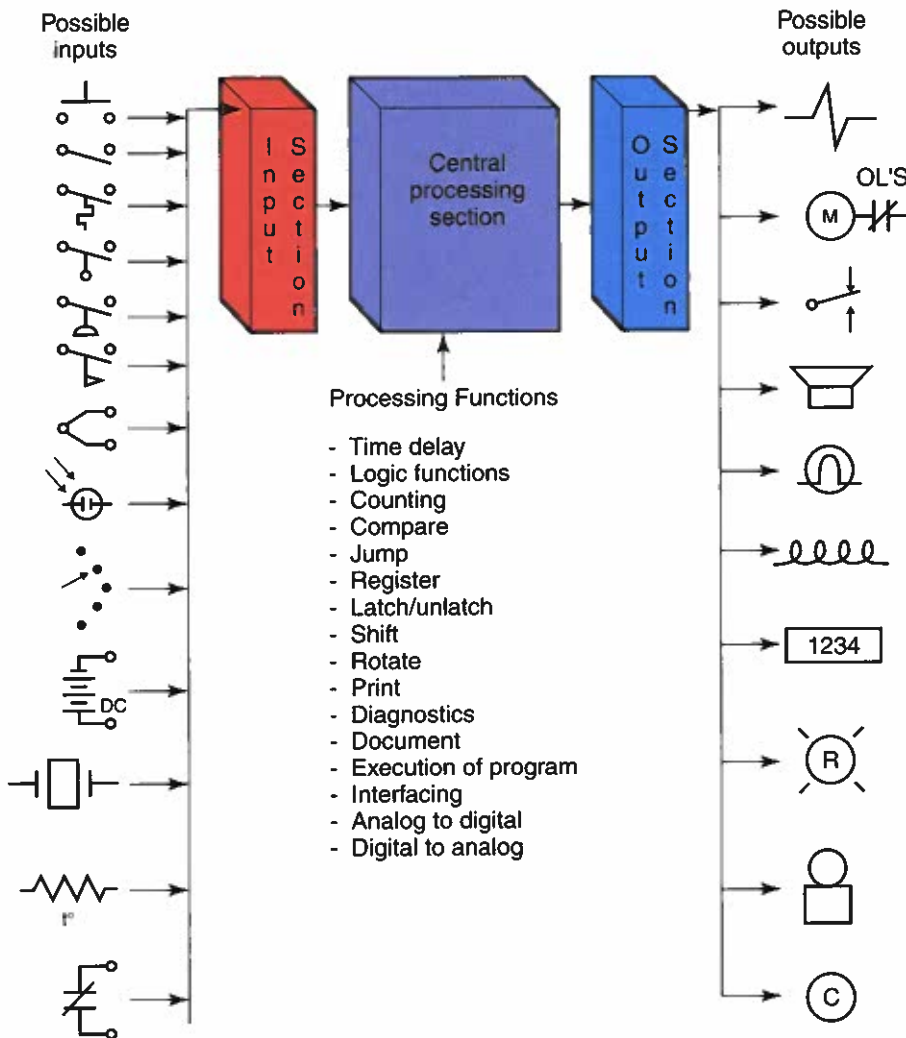 Possible
inputs
Possible
outputs
Input
Section
Central
processing
section
Output
Section
OL'S
M
DC
1234
R
t°
C
Processing Functions
- Time delay
- Logic functions
- Counting
- Compare
- Jump
- Register
- Latch/unlatch
- Shift
- Rotate
- Print
- Diagnostics
- Document
- Execution of program
- Interfacing
- Analog to digital
- Digital to analog